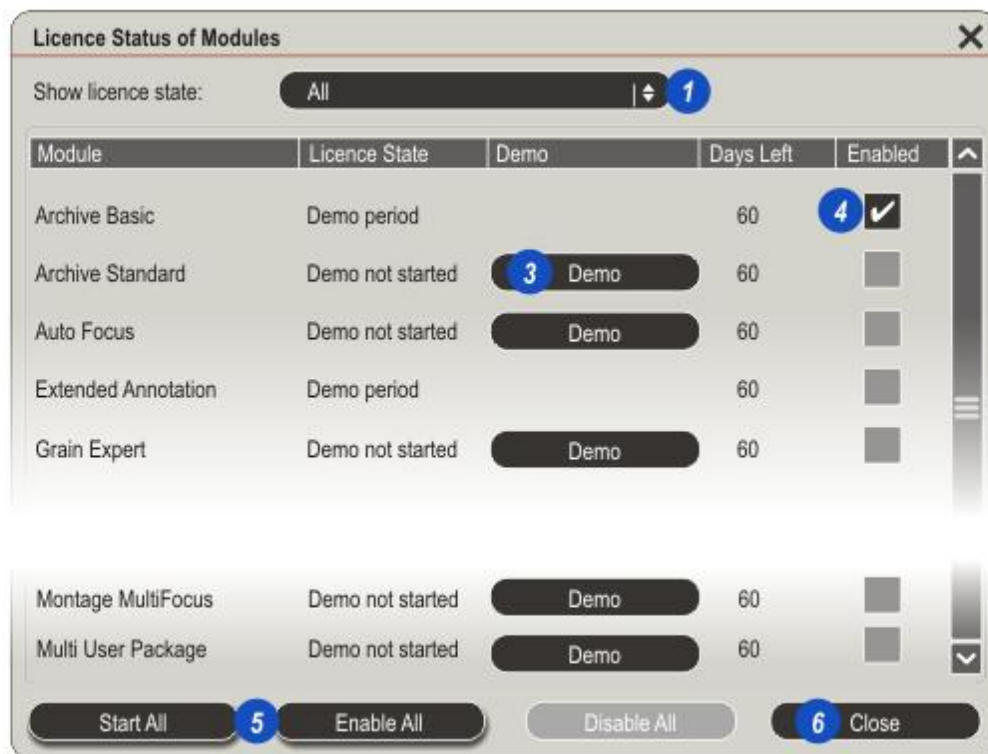 Licence Status of Modules
Show licence state: All 1
Module Licence State Demo Days Left Enabled
Archive Basic Demo period 60 4
Archive Standard Demo not started 3 Demo 60
Auto Focus Demo not started Demo 60
Extended Annotation Demo period 60
Grain Expert Demo not started Demo 60
Montage MultiFocus Demo not started Demo 60
Multi User Package Demo not started Demo 60
Start All 5 Enable All Disable All 6 Close